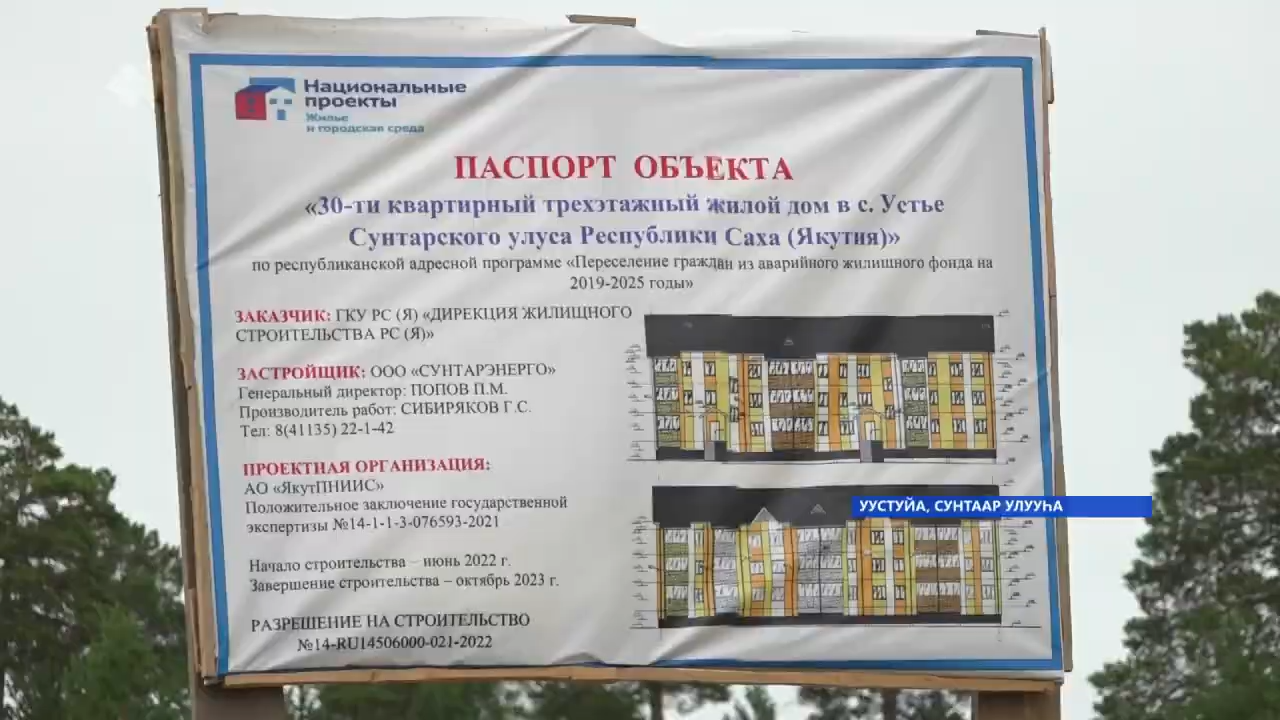 Национальные
проекты
Жилье
и городская среда
ПАСПОРТ ОБЪЕКТА
«30-ти квартирный трехэтажный жилой дом в с. Устье
Сунтарского улуса Республики Саха (Якутия)»
по республиканской адресной программе «Переселение граждан из аварийного жилищного фонда на
2019-2025 годы»
ЗАКАЗЧИК: ГКУ РС (Я) «ДИРЕКЦИЯ ЖИЛИЩНОГО
СТРОИТЕЛЬСТВА РС (Я)»
ЗАСТРОЙЩИК: ООО «СУНТАРЭНЕРГО»
Генеральный директор: ПОПОВ П.М.
Производитель работ: СИБИРЯКОВ Г.С.
Тел: 8(41135) 22-1-42
ПРОЕКТНАЯ ОРГАНИЗАЦИЯ:
АО «ЯкутПНИИС»
Положительное заключение государственной
экспертизы №14-1-1-3-076593-2021
Начало строительства – июнь 2022 г.
Завершение строительства – октябрь 2023 г.
РАЗРЕШЕНИЕ НА СТРОИТЕЛЬСТВО
№14-RU14506000-021-2022
УУСТУЙА, СУНТААР УЛУУҺА